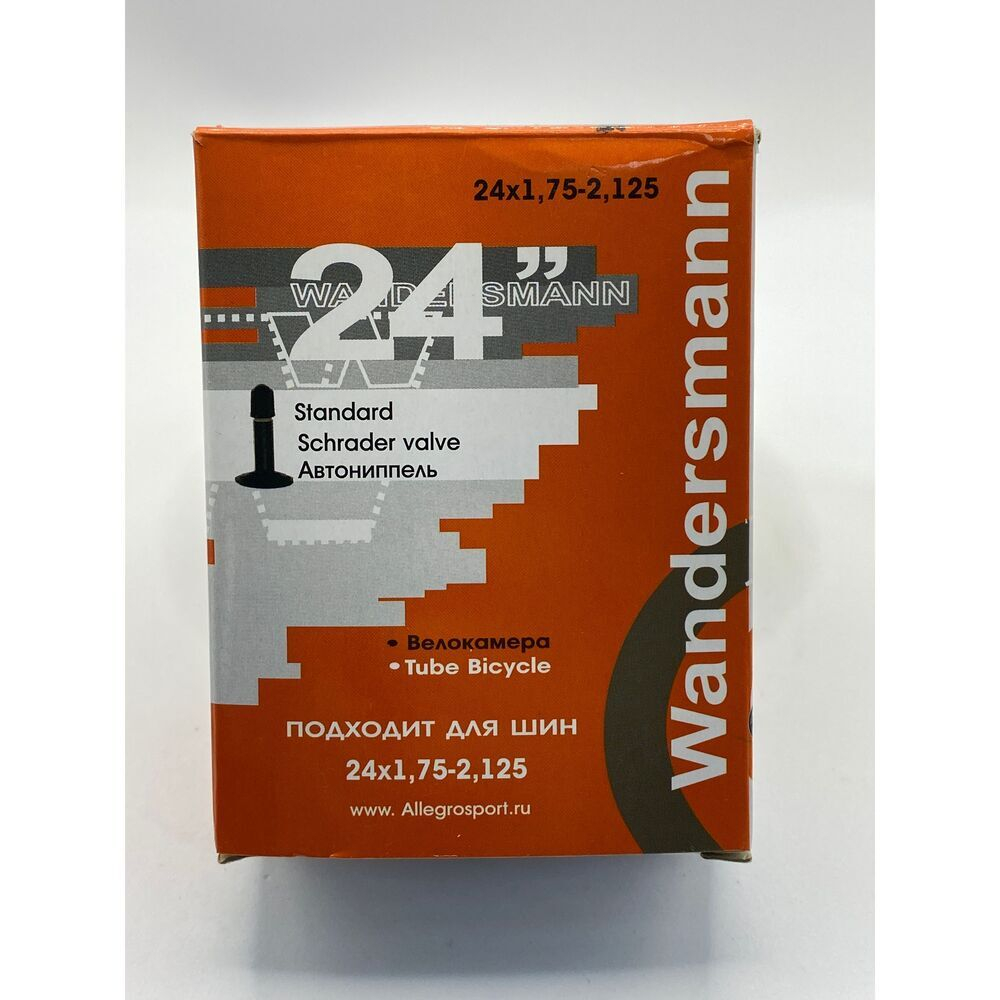 24x1,75-2,125
24”
WANDERSMANN
Standard
Schrader valve
Автониппель
• Велокамера
• Tube Bicycle
ПОДХОДИТ ДЛЯ ШИН
24x1,75-2,125
www. Allegrosport.ru
Wandersmann